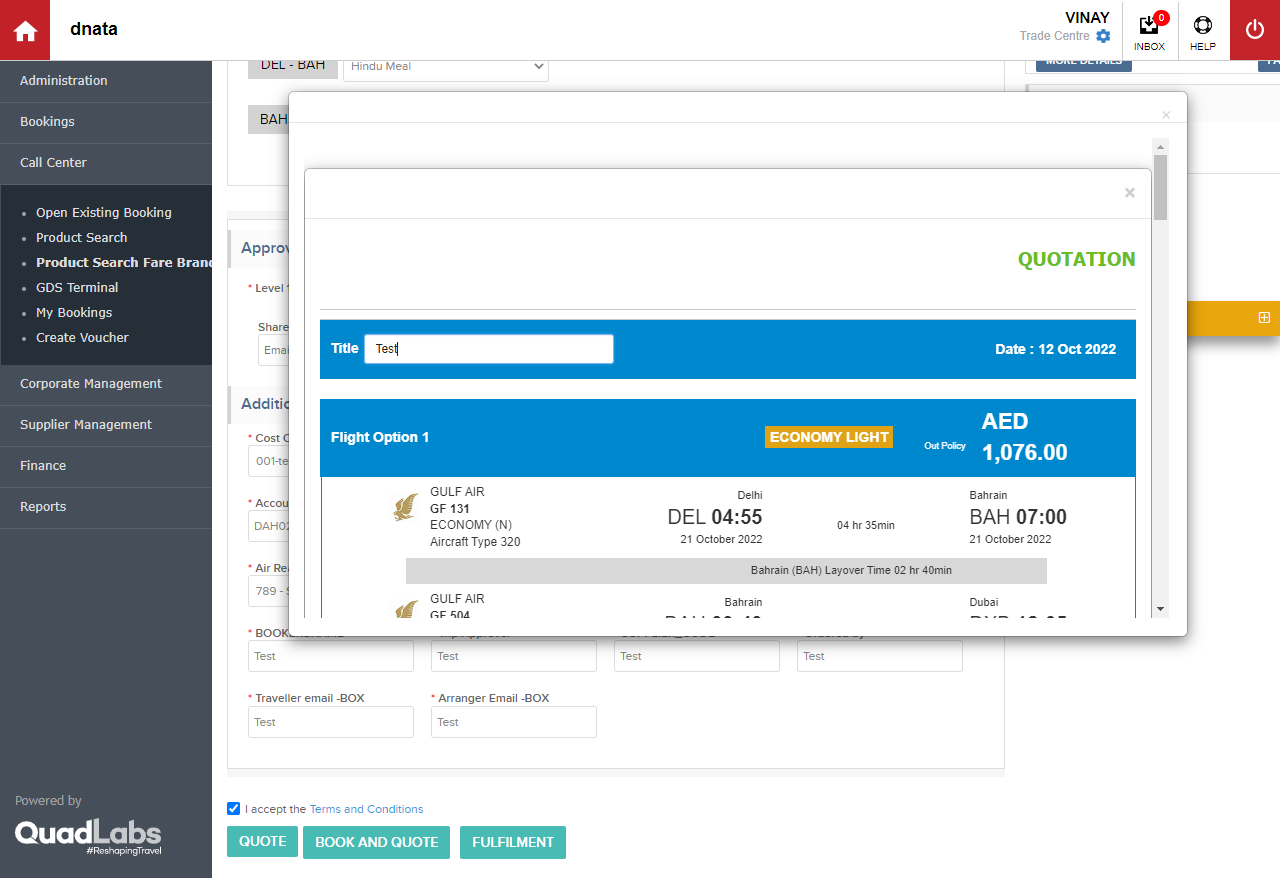 dnata
VINAY
Trade Centre
0
INBOX
HELP
Administration
Bookings
Call Center
Open Existing Booking
Product Search
Product Search Fare Brand
GDS Terminal
My Bookings
Create Voucher
Corporate Management
Supplier Management
Finance
Reports
Powered by
QuadLabs
#ReshapingTravel
DEL - BAH
Hindu Meal
MORE DETAILS
BAH
×
×
QUOTATION
Title
Test
Date : 12 Oct 2022
Flight Option 1
ECONOMY LIGHT
Out Policy
AED
1,076.00
GULF AIR
GF 131
ECONOMY (N)
Aircraft Type 320
Delhi
DEL 04:55
21 October 2022
04 hr 35min
Bahrain
BAH 07:00
21 October 2022
Bahrain (BAH) Layover Time 02 hr 40min
GULF AIR
GF 504
Bahrain
Dubai
Approv
* Level
Share
Emai
Additio
* Cost C
001-te
* Accou
DAH02
* Air Rea
789 - S
Test
Test
Test
Test
* Traveller email -BOX
* Arranger Email -BOX
Test
Test
I accept the Terms and Conditions
QUOTE
BOOK AND QUOTE
FULFILMENT